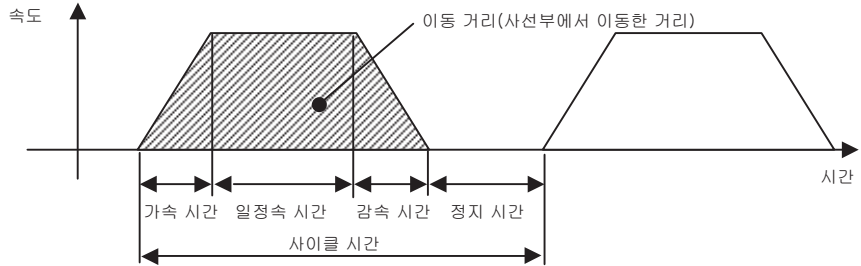 속도
이동 거리(사선부에서 이동한 거리)
시간
가속 시간
일정속 시간
감속 시간
정지 시간
사이클 시간